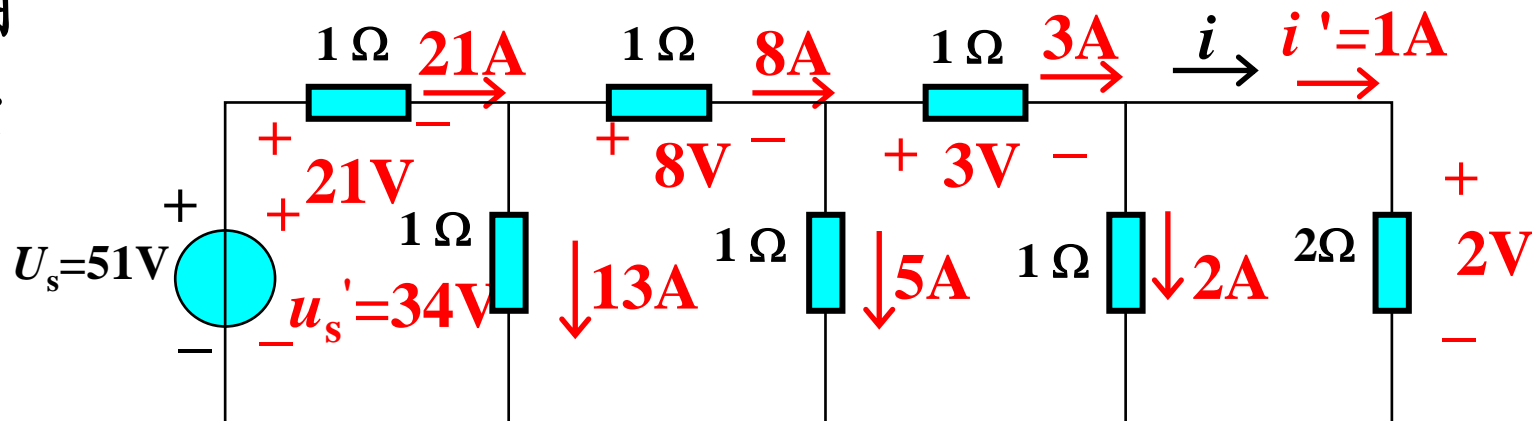 1 Ω 21A 1 Ω 8A 1 Ω 3A i i '=1A
+ − + 8V − + 3V − +
21V
+ + 1 Ω 1 Ω 1 Ω 2Ω 2V
Us=51V us'=34V 13A 5A 2A
− − −